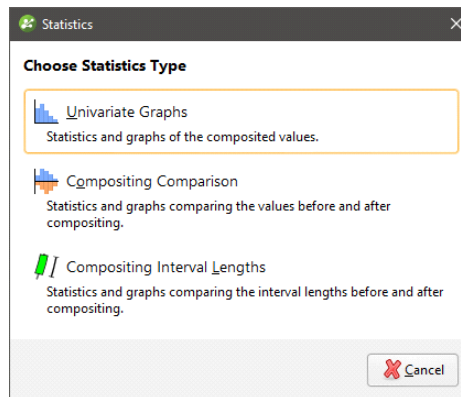 Statistics
Choose Statistics Type
Univariate Graphs
Statistics and graphs of the composited values.
Compositing Comparison
Statistics and graphs comparing the values before and after
compositing.
Compositing Interval Lengths
Statistics and graphs comparing the interval lengths before and after
compositing.
Cancel